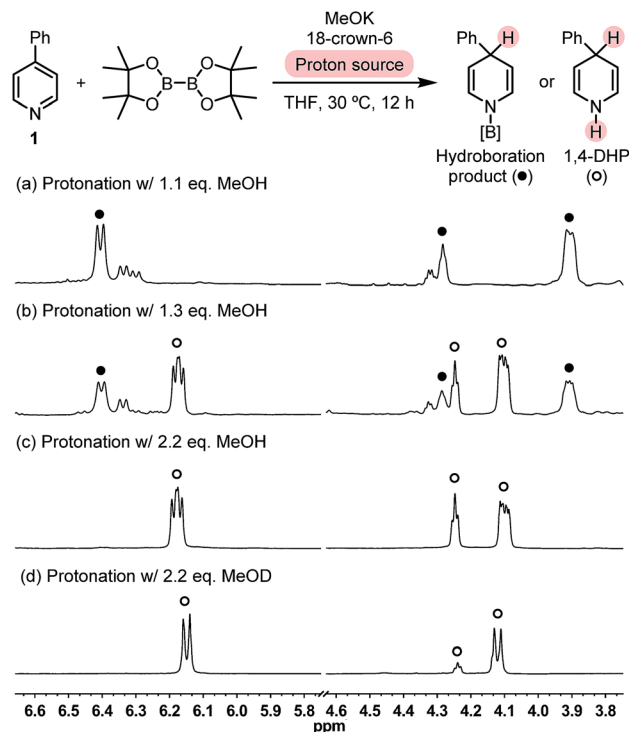 Ph
N
1
+
O
O
B
B
O
O
MeOK
18-crown-6
Proton source
THF, 30 ºC, 12 h
Ph H
N
[B]
or
Ph H
N
H
Hydroboration
product (●)
1,4-DHP
(○)
(a) Protonation w/ 1.1 eq. MeOH
(b) Protonation w/ 1.3 eq. MeOH
(c) Protonation w/ 2.2 eq. MeOH
(d) Protonation w/ 2.2 eq. MeOD
6.6 6.5 6.4 6.3 6.2 6.1 6.0 5.9 5.8 4.6 4.5 4.4 4.3 4.2 4.1 4.0 3.9 3.8
ppm